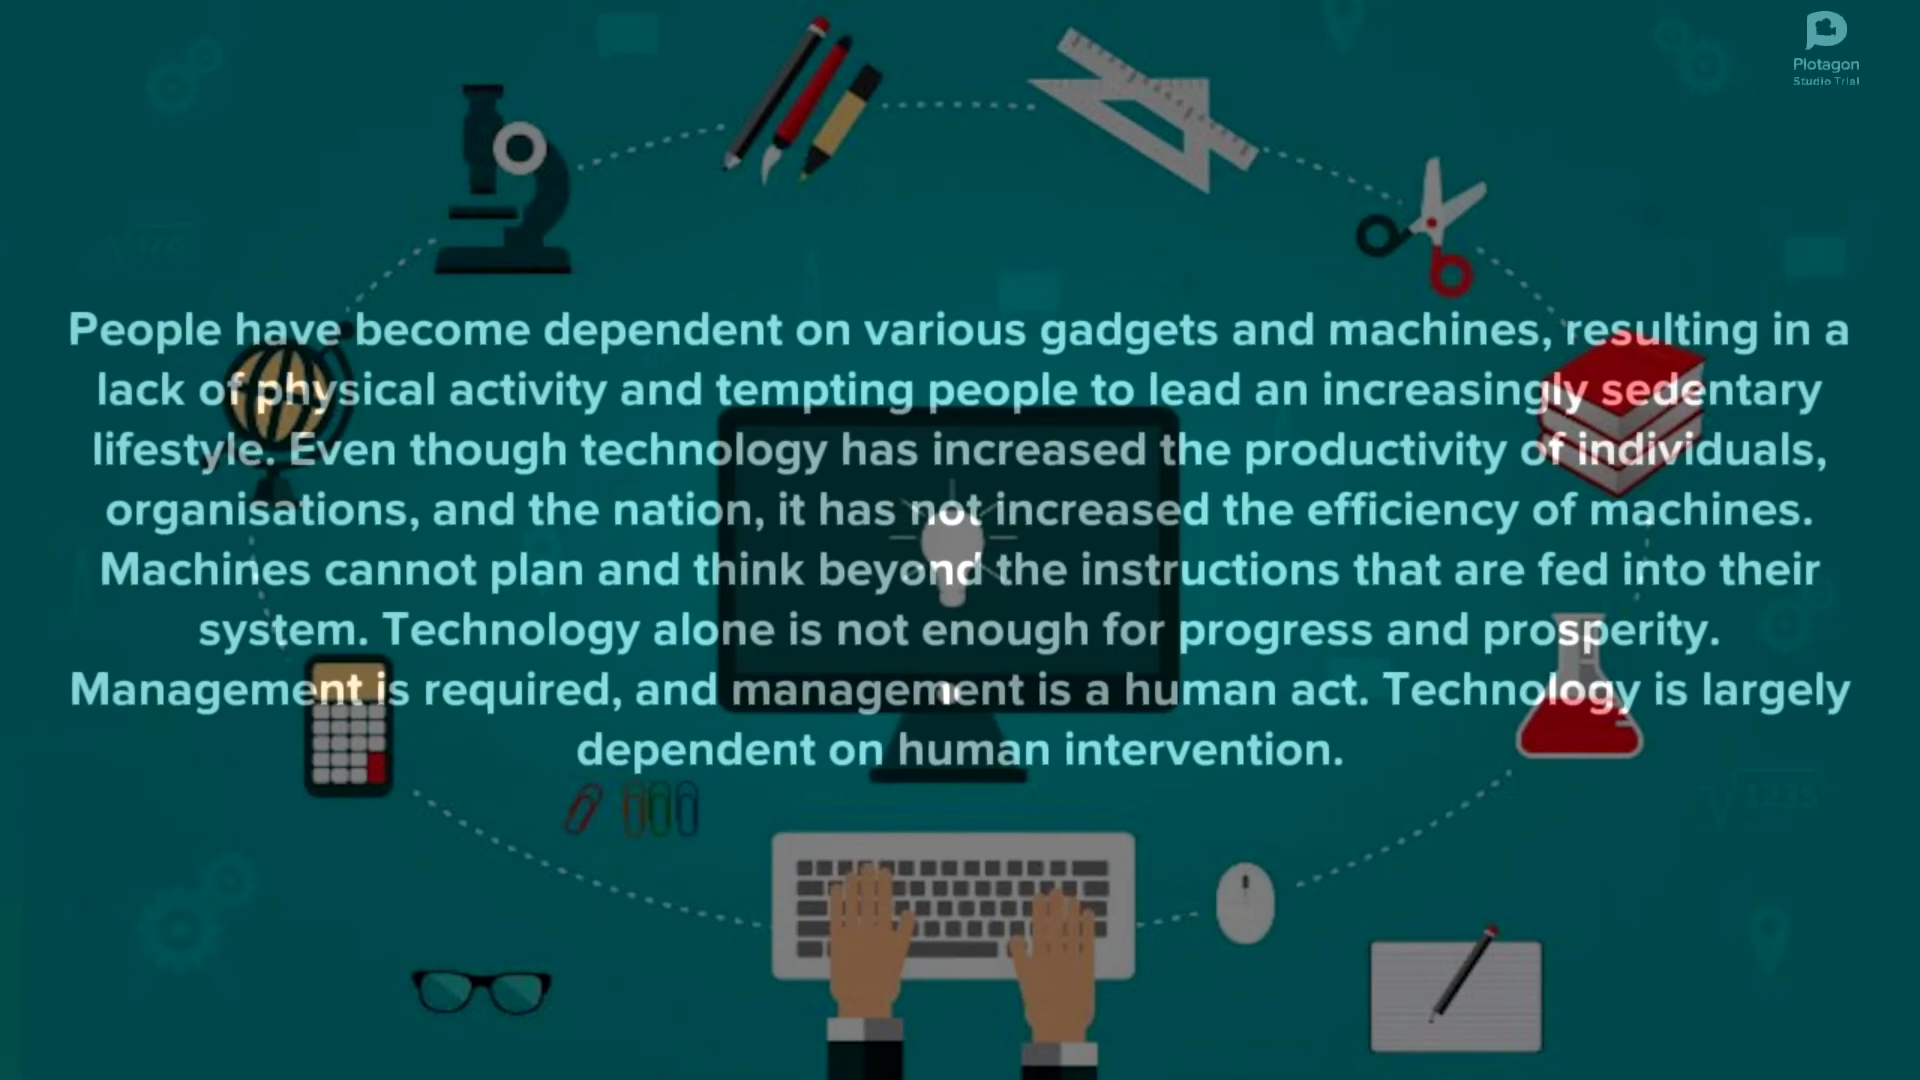 Plotagon
Studio Trial
People have become dependent on various gadgets and machines, resulting in a
lack of physical activity and tempting people to lead an increasingly sedentary
lifestyle. Even though technology has increased the productivity of individuals,
organisations, and the nation, it has not increased the efficiency of machines.
Machines cannot plan and think beyond the instructions that are fed into their
system. Technology alone is not enough for progress and prosperity.
Management is required, and management is a human act. Technology is largely
dependent on human intervention.